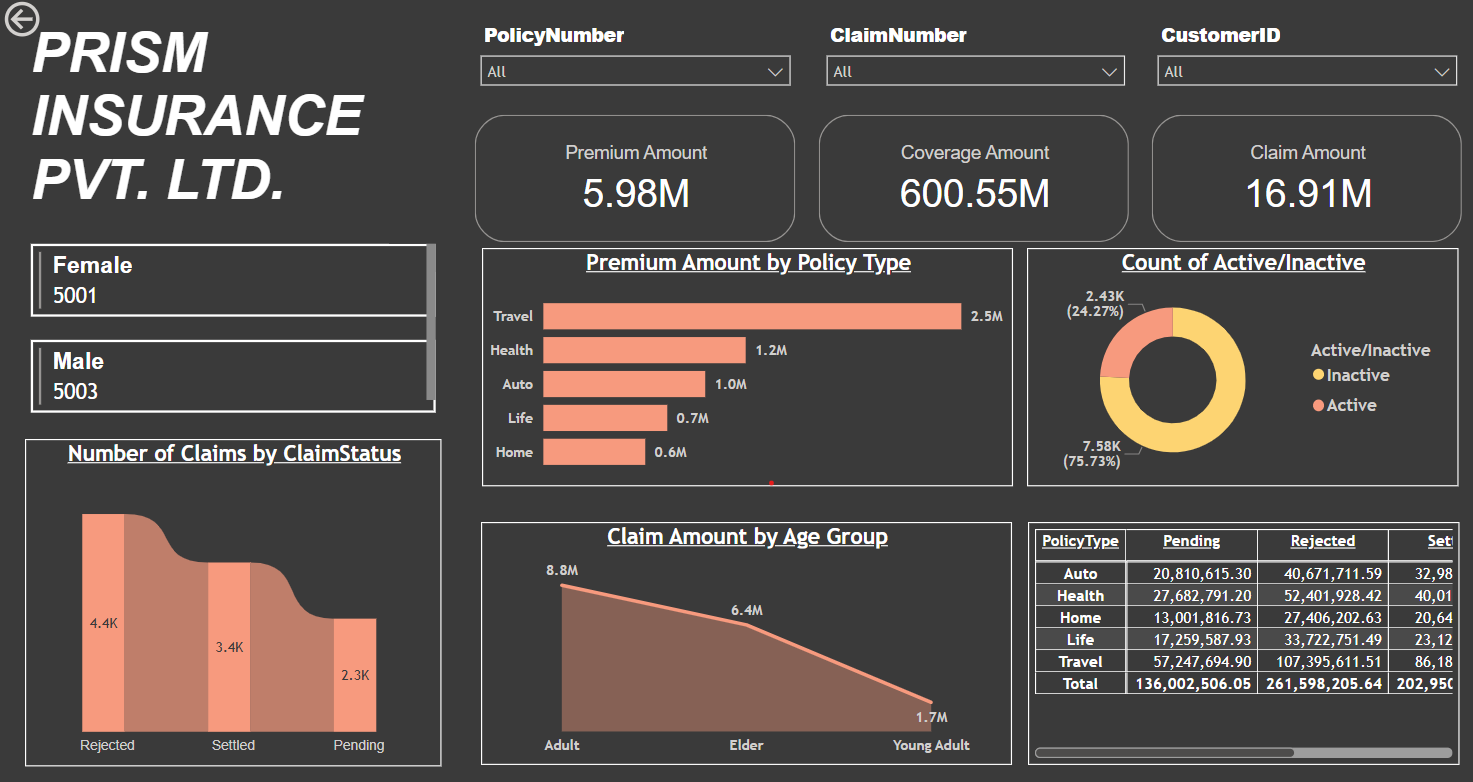 PRISM
INSURANCE
PVT. LTD.
PolicyNumber
All
ClaimNumber
All
CustomerID
All
Premium Amount
5.98M
Coverage Amount
600.55M
Claim Amount
16.91M
Female
5001
Male
5003
Premium Amount by Policy Type
Travel 2.5M
Health 1.2M
Auto 1.0M
Life 0.7M
Home 0.6M
Count of Active/Inactive
2.43K
(24.27%)
7.58K
(75.73%)
Active/Inactive
Inactive
Active
Number of Claims by ClaimStatus
4.4K
3.4K
2.3K
Rejected Settled Pending
Claim Amount by Age Group
8.8M
6.4M
1.7M
Adult Elder Young Adult
PolicyType Pending Rejected
Auto 20,810,615.30 40,671,711.59 32,98
Health 27,682,791.20 52,401,928.42 40,01
Home 13,001,816.73 27,406,202.63 20,64
Life 17,259,587.93 33,722,751.49 23,12
Travel 57,247,694.90 107,395,611.51 86,18
Total 136,002,506.05 261,598,205.64 202,950